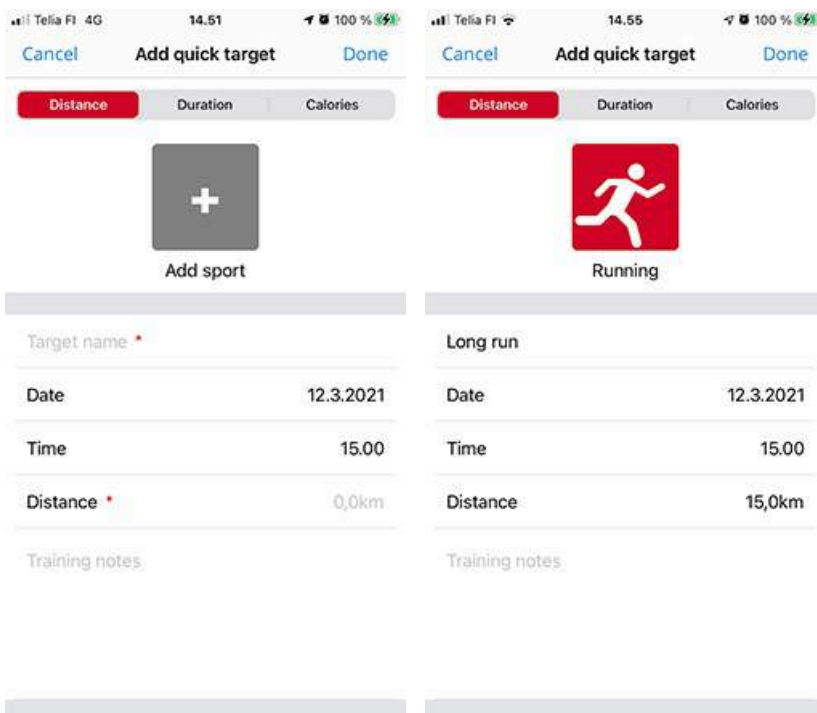 Telia FI 4G 14.51 100 %
Cancel Add quick target Done
Distance Duration Calories
Add sport
Target name *
Date 12.3.2021
Time 15.00
Distance * 0,0km
Training notes
Telia FI 14.55 100 %
Cancel Add quick target Done
Distance Duration Calories
Running
Long run
Date 12.3.2021
Time 15.00
Distance 15,0km
Training notes